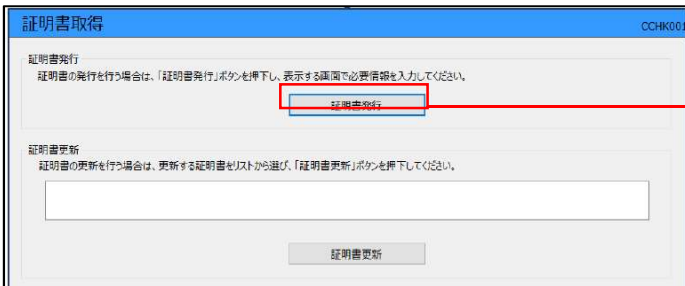 証明書取得
CCHK001
証明書発行
証明書の発行を行う場合は、「証明書発行」ボタンを押下し、表示する画面で必要情報を入力してください。
証明書発行
証明書更新
証明書の更新を行う場合は、更新する証明書をリストから選び、「証明書更新」ボタンを押下してください。
証明書更新